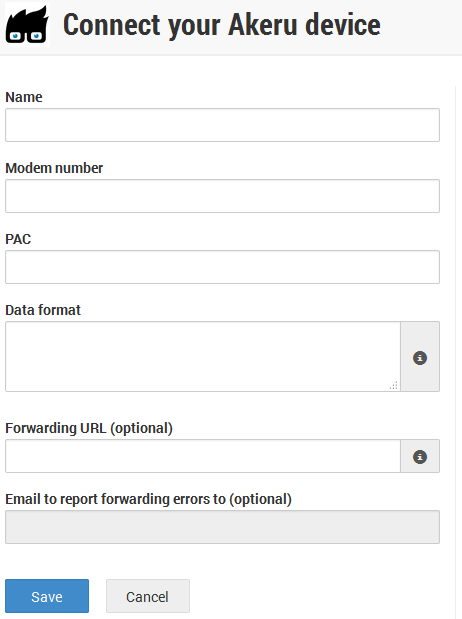 Connect your Akeru device
Name
Modem number
PAC
Data format
Forwarding URL (optional)
Email to report forwarding errors to (optional)
Save
Cancel